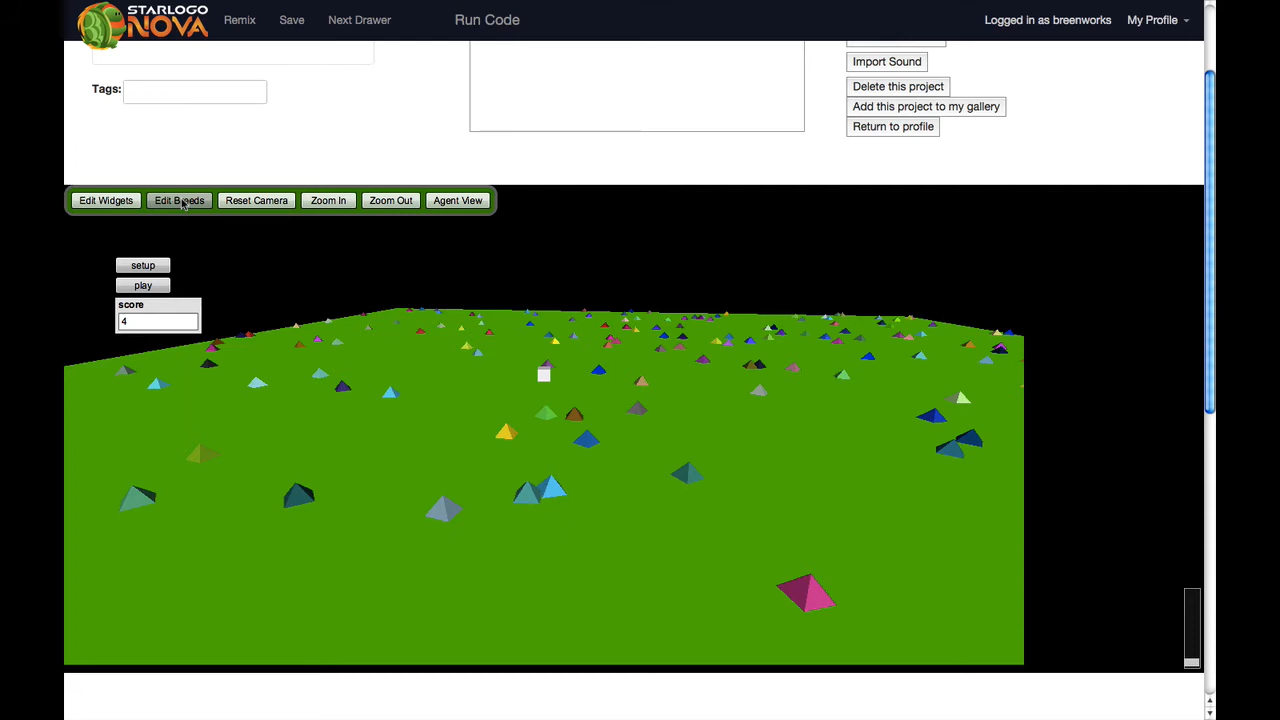 STARLOGO
NOVA
Remix Save Next Drawer Run Code Logged in as breenworks My Profile
Import Sound
Tags:
Delete this project
Add this project to my gallery
Return to profile
Edit Widgets Edit Breeds Reset Camera Zoom In Zoom Out Agent View
setup
play
score
4